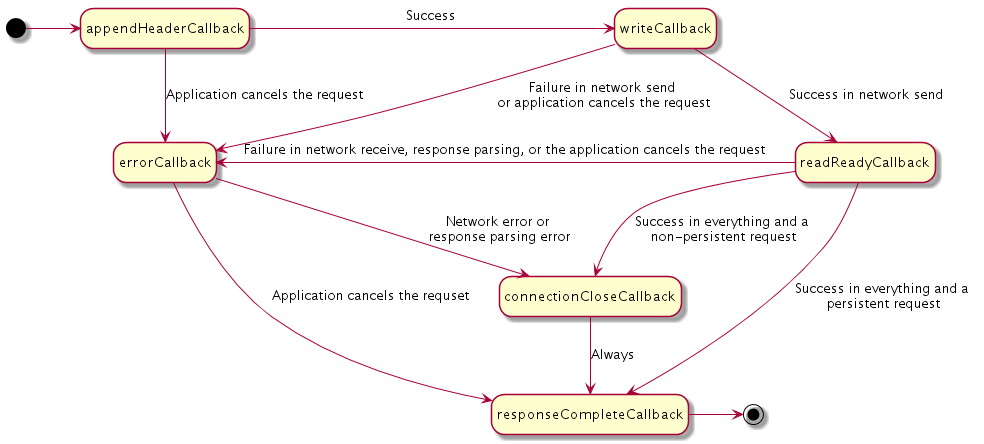 Success
appendHeaderCallback
writeCallback
Application cancels the request
Failure in network send
or application cancels the request
Success in network send
Failure in network receive, response parsing, or the application cancels the request
errorCallback
readReadyCallback
Network error or
response parsing error
Success in everything and a
non-persistent request
Application cancels the requset
connectionCloseCallback
Success in everything and a
persistent request
Always
responseCompleteCallback